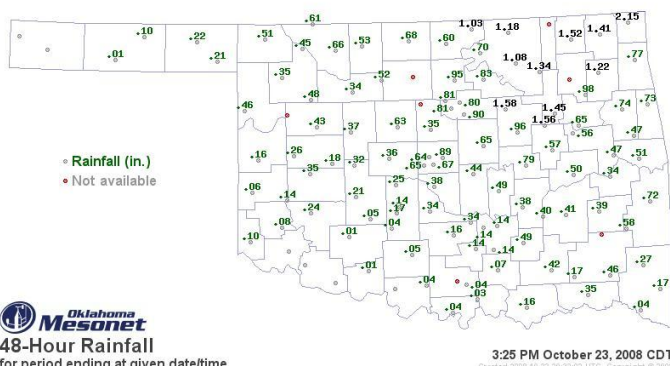 .61
1.03 1.18 1.52 1.41 2.15
.10 .22 .51 .45 .66 .53 .68 .60 .70
.01 .21 .77
.35 .34 .52 .95 .83 1.08 1.34 1.22
.48 .98
.46 .81 .81 .80 .90 1.58 1.45 1.56 .65 .56 .74 .73
.43 .37 .63 .35 .96 .47
.65 .57
.16 .26 .35 .18 .32 .36 .64 .65 .89 .67 .44 .79 .50 .47 .34 .51
.25 .38
.06 .14 .21 .14 .17 .34 .49 .38 .40 .41 .39 .72
.24 .05 .04 .34 .58
.08 .01 .16 .14 .14 .14 .49
.10 .05
.01 .07 .42 .17 .46 .27
.04 .04 .03 .35 .17
.04 .16 .04
Rainfall (in.)
Not available
Oklahoma
Mesonet
48-Hour Rainfall
for period ending at given date/time
3:25 PM October 23, 2008 CDT